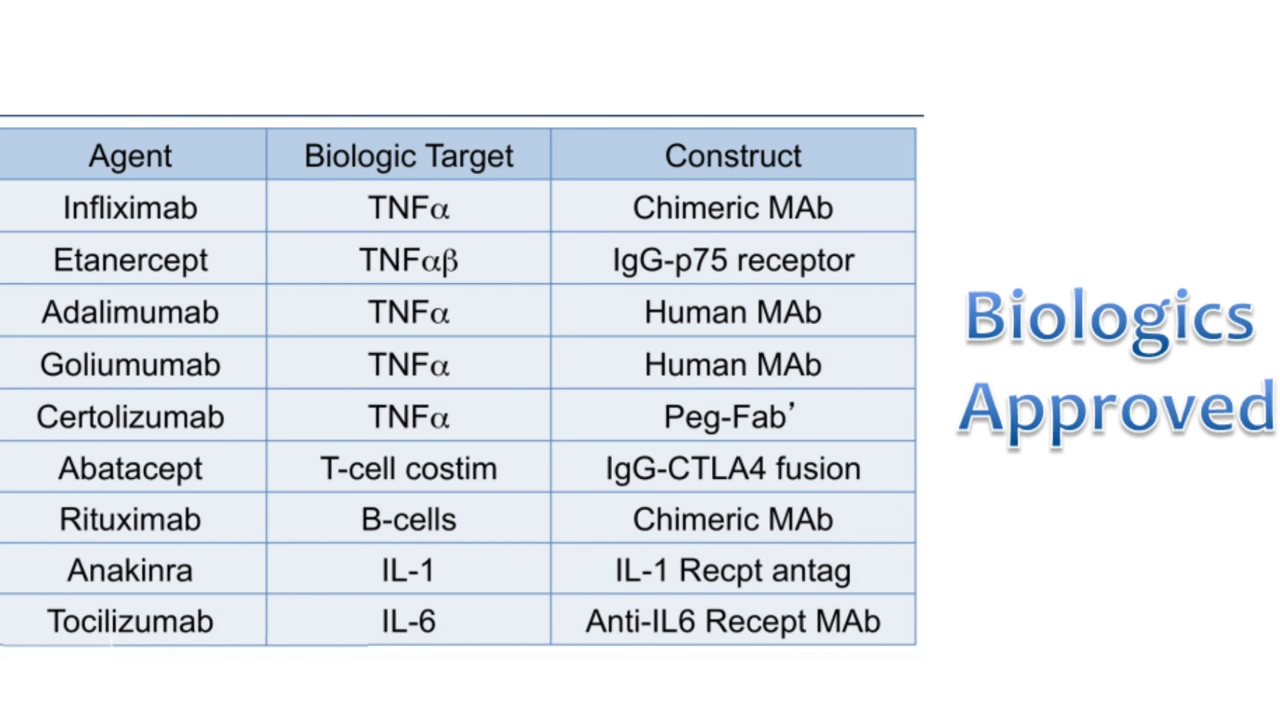 Agent Biologic Target Construct
Infliximab TNFα Chimeric MAb
Etanercept TNFαβ IgG-p75 receptor
Adalimumab TNFα Human MAb
Goliumumab TNFα Human MAb
Certolizumab TNFα Peg-Fab’
Abatacept T-cell costim IgG-CTLA4 fusion
Rituximab B-cells Chimeric MAb
Anakinra IL-1 IL-1 Recpt antag
Tocilizumab IL-6 Anti-IL6 Recept MAb
Biologics
Approved